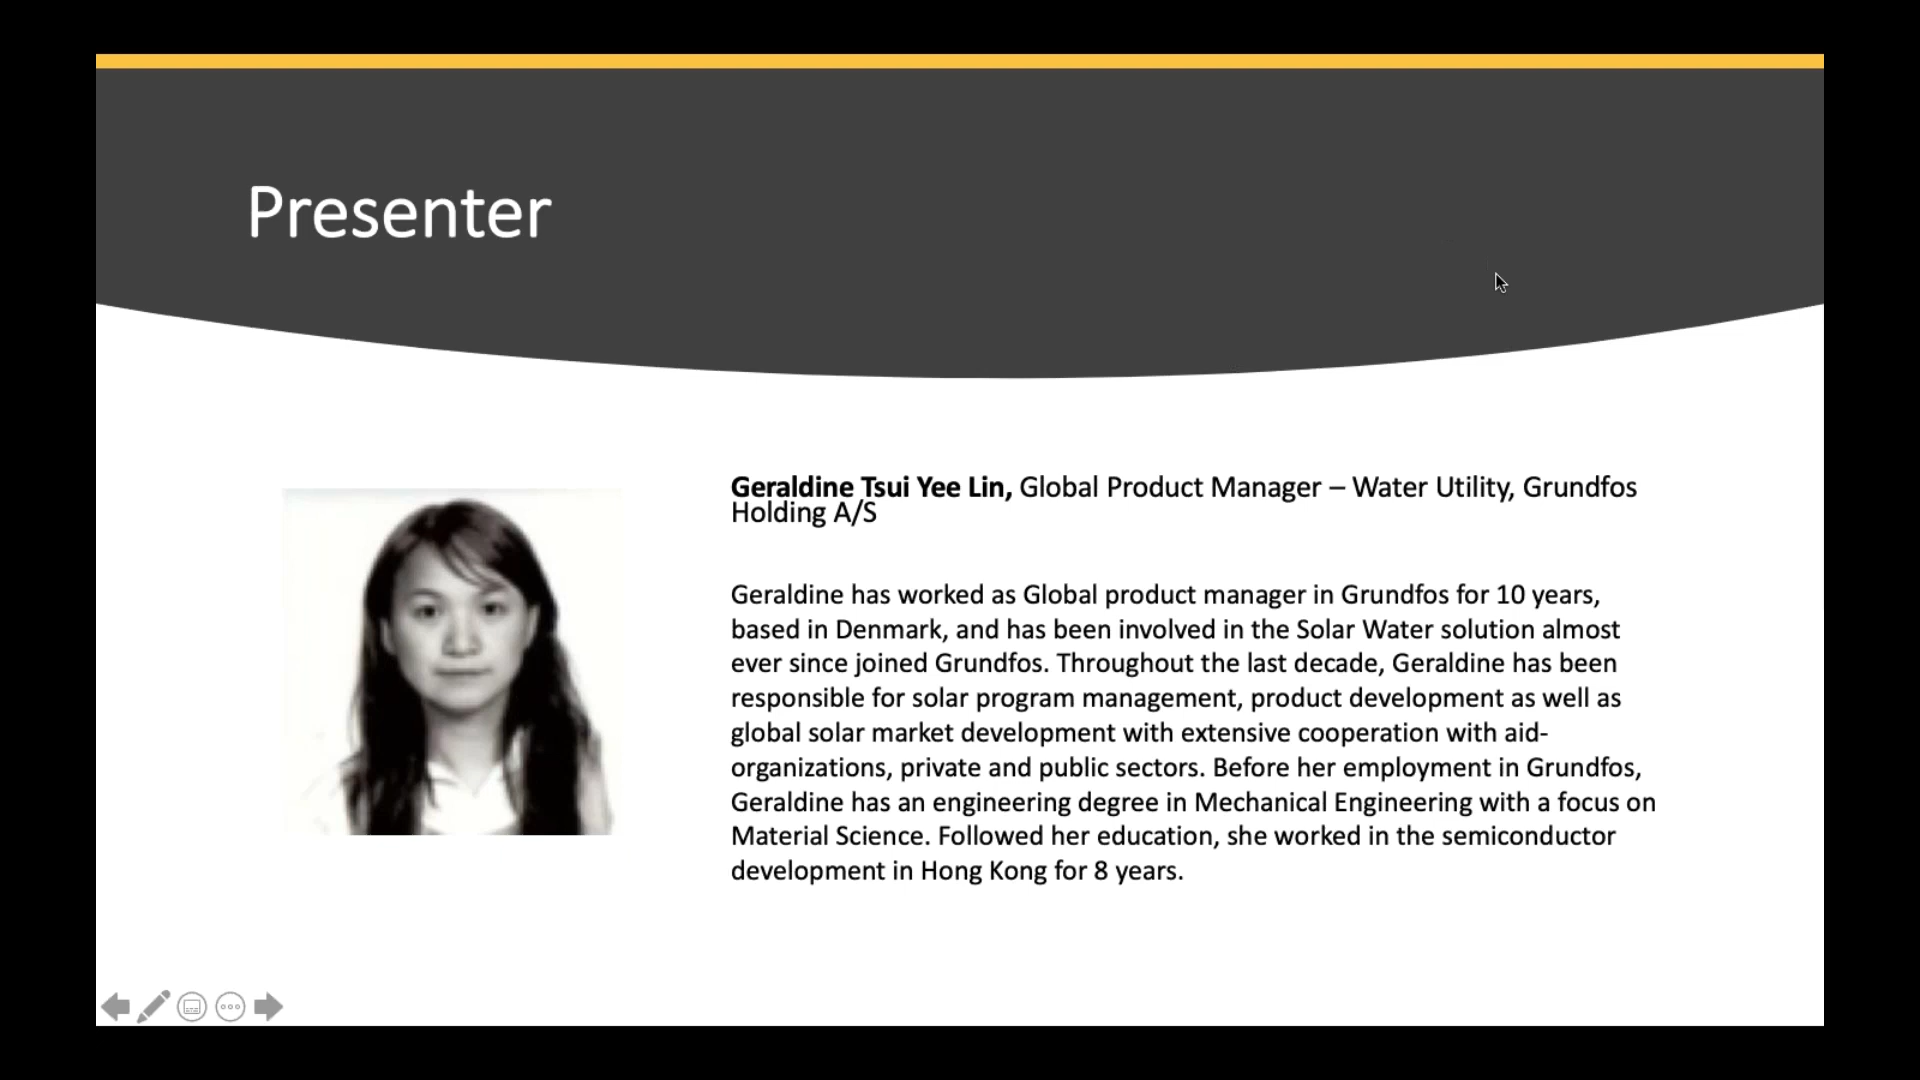 Presenter
Geraldine Tsui Yee Lin, Global Product Manager – Water Utility, Grundfos
Holding A/S
Geraldine has worked as Global product manager in Grundfos for 10 years,
based in Denmark, and has been involved in the Solar Water solution almost
ever since joined Grundfos. Throughout the last decade, Geraldine has been
responsible for solar program management, product development as well as
global solar market development with extensive cooperation with aid-
organizations, private and public sectors. Before her employment in Grundfos,
Geraldine has an engineering degree in Mechanical Engineering with a focus on
Material Science. Followed her education, she worked in the semiconductor
development in Hong Kong for 8 years.